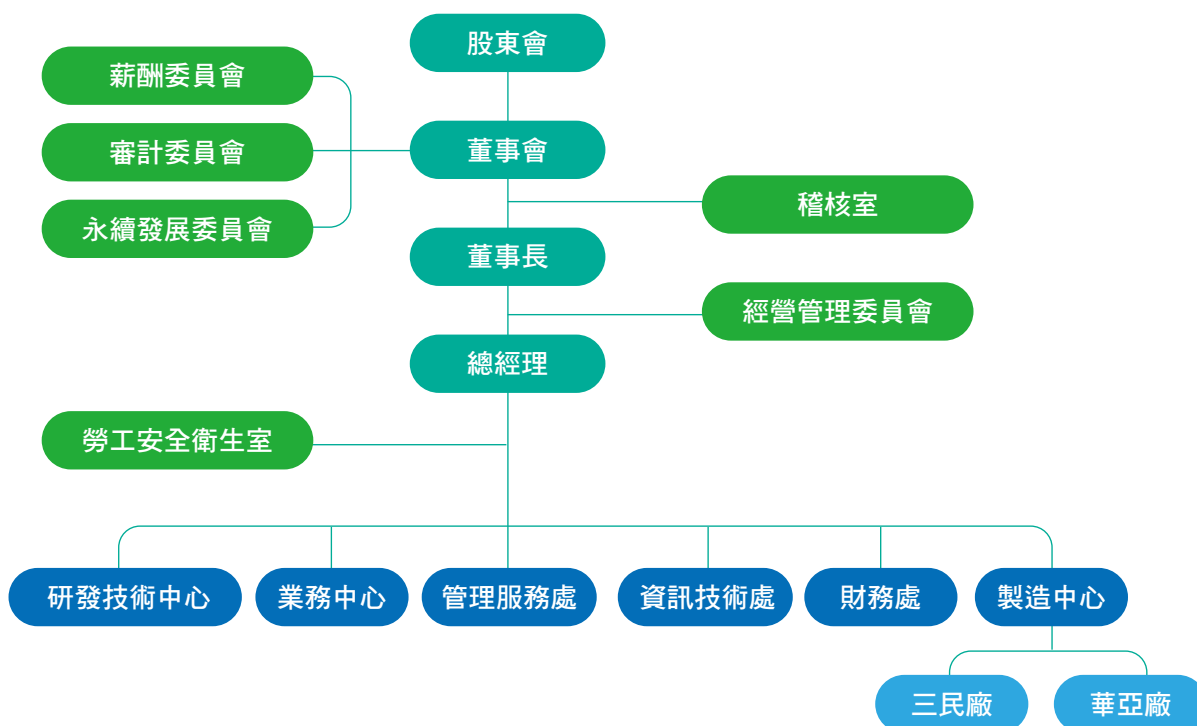 股東會
薪酬委員會
審計委員會
董事會
永續發展委員會
稽核室
董事長
經營管理委員會
總經理
勞工安全衛生室
研發技術中心
業務中心
管理服務處
資訊技術處
財務處
製造中心
三民廠
華亞廠